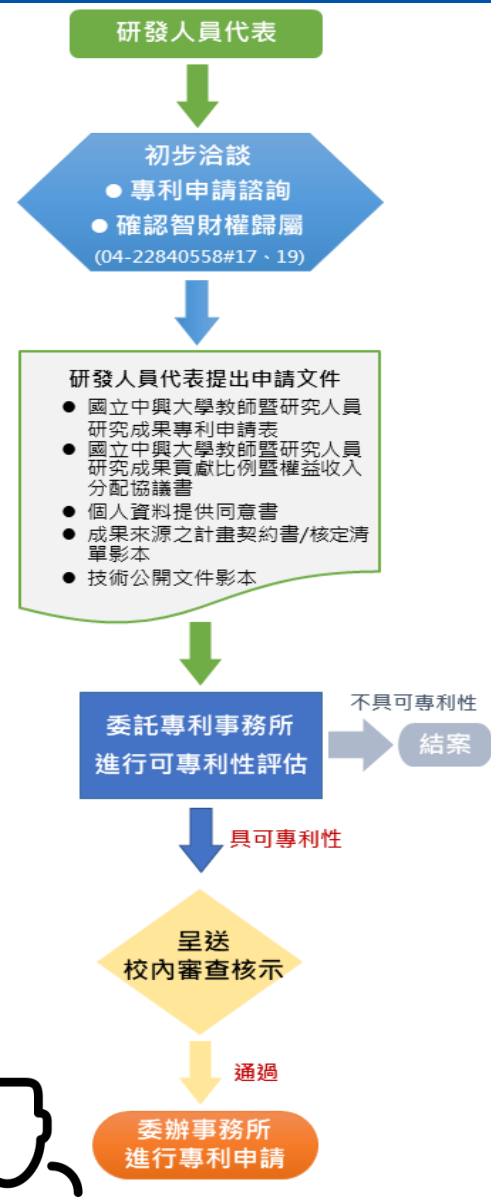 研發人員代表
初步洽談
● 專利申請諮詢
● 確認智財權歸屬
(04-22840558#17、19)
研發人員代表提出申請文件
● 國立中興大學教師暨研究人員
研究成果專利申請表
● 國立中興大學教師暨研究人員
研究成果貢獻比例暨權益收入
分配協議書
● 個人資料提供同意書
● 成果來源之計畫契約書/核定清
單影本
● 技術公開文件影本
委託專利事務所
進行可專利性評估
不具可專利性
結案
具可專利性
呈送
校內審查核示
通過
委辦事務所
進行專利申請